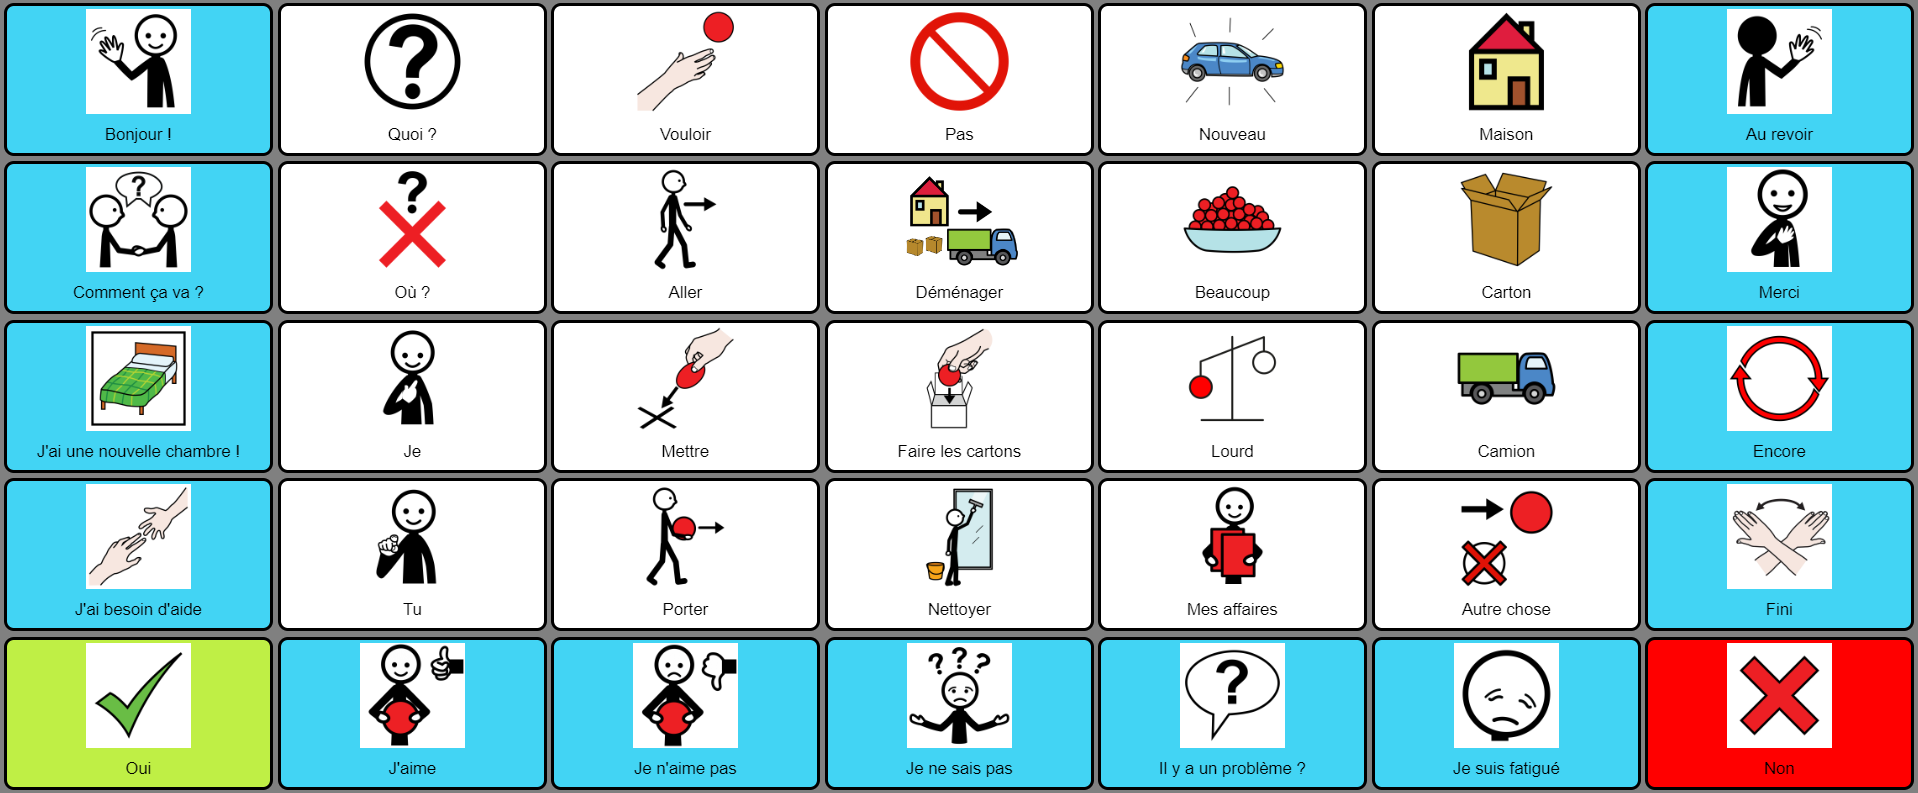 Bonjour !
Quoi ?
Vouloir
Pas
Nouveau
Maison
Au revoir
Comment ça va ?
Où ?
Aller
Déménager
Beaucoup
Carton
Merci
J'ai une nouvelle chambre !
Je
Mettre
Faire les cartons
Lourd
Camion
Encore
J'ai besoin d'aide
Tu
Porter
Nettoyer
Mes affaires
Autre chose
Fini
Oui
J'aime
Je n'aime pas
Je ne sais pas
Il y a un problème ?
Je suis fatigué
Non